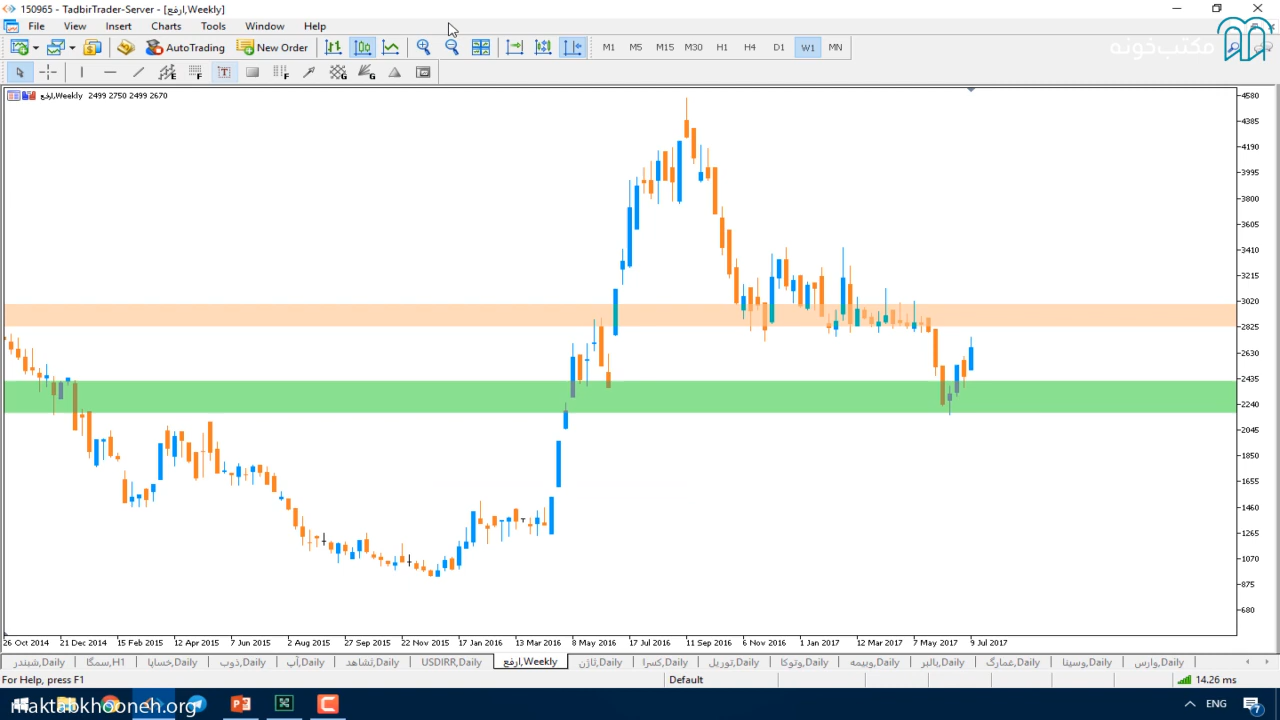 150965 - TadbirTrader-Server - [ارفع,Weekly]
File View Insert Charts Tools Window Help
مکتب‌خونه
AutoTrading New Order M1 M5 M15 M30 H1 H4 D1 W1 MN
ارفع,Weekly 2499 2750 2499 2670
4580
4385
4190
3995
3800
3605
3410
3215
3020
2825
2630
2435
2240
2045
1850
1655
1460
1265
1070
875
680
26 Oct 2014 21 Dec 2014 15 Feb 2015 12 Apr 2015 7 Jun 2015 2 Aug 2015 27 Sep 2015 22 Nov 2015 17 Jan 2016 13 Mar 2016 8 May 2016 17 Jul 2016 11 Sep 2016 6 Nov 2016 1 Jan 2017 12 Mar 2017 7 May 2017 9 Jul 2017
شبندر,Daily سمگا,H1 خساپا,Daily ذوب,Daily آپ,Daily تشاهد,Daily USDIRR,Daily ارفع,Weekly تاژن,Daily کسرا,Daily توریل,Daily وتوکا,Daily وبیمه,Daily بالبر,Daily غمارگ,Daily وسینا,Daily وارس,Daily
For Help, press F1 Default 14.26 ms
maktabkhooneh.org ENG 7